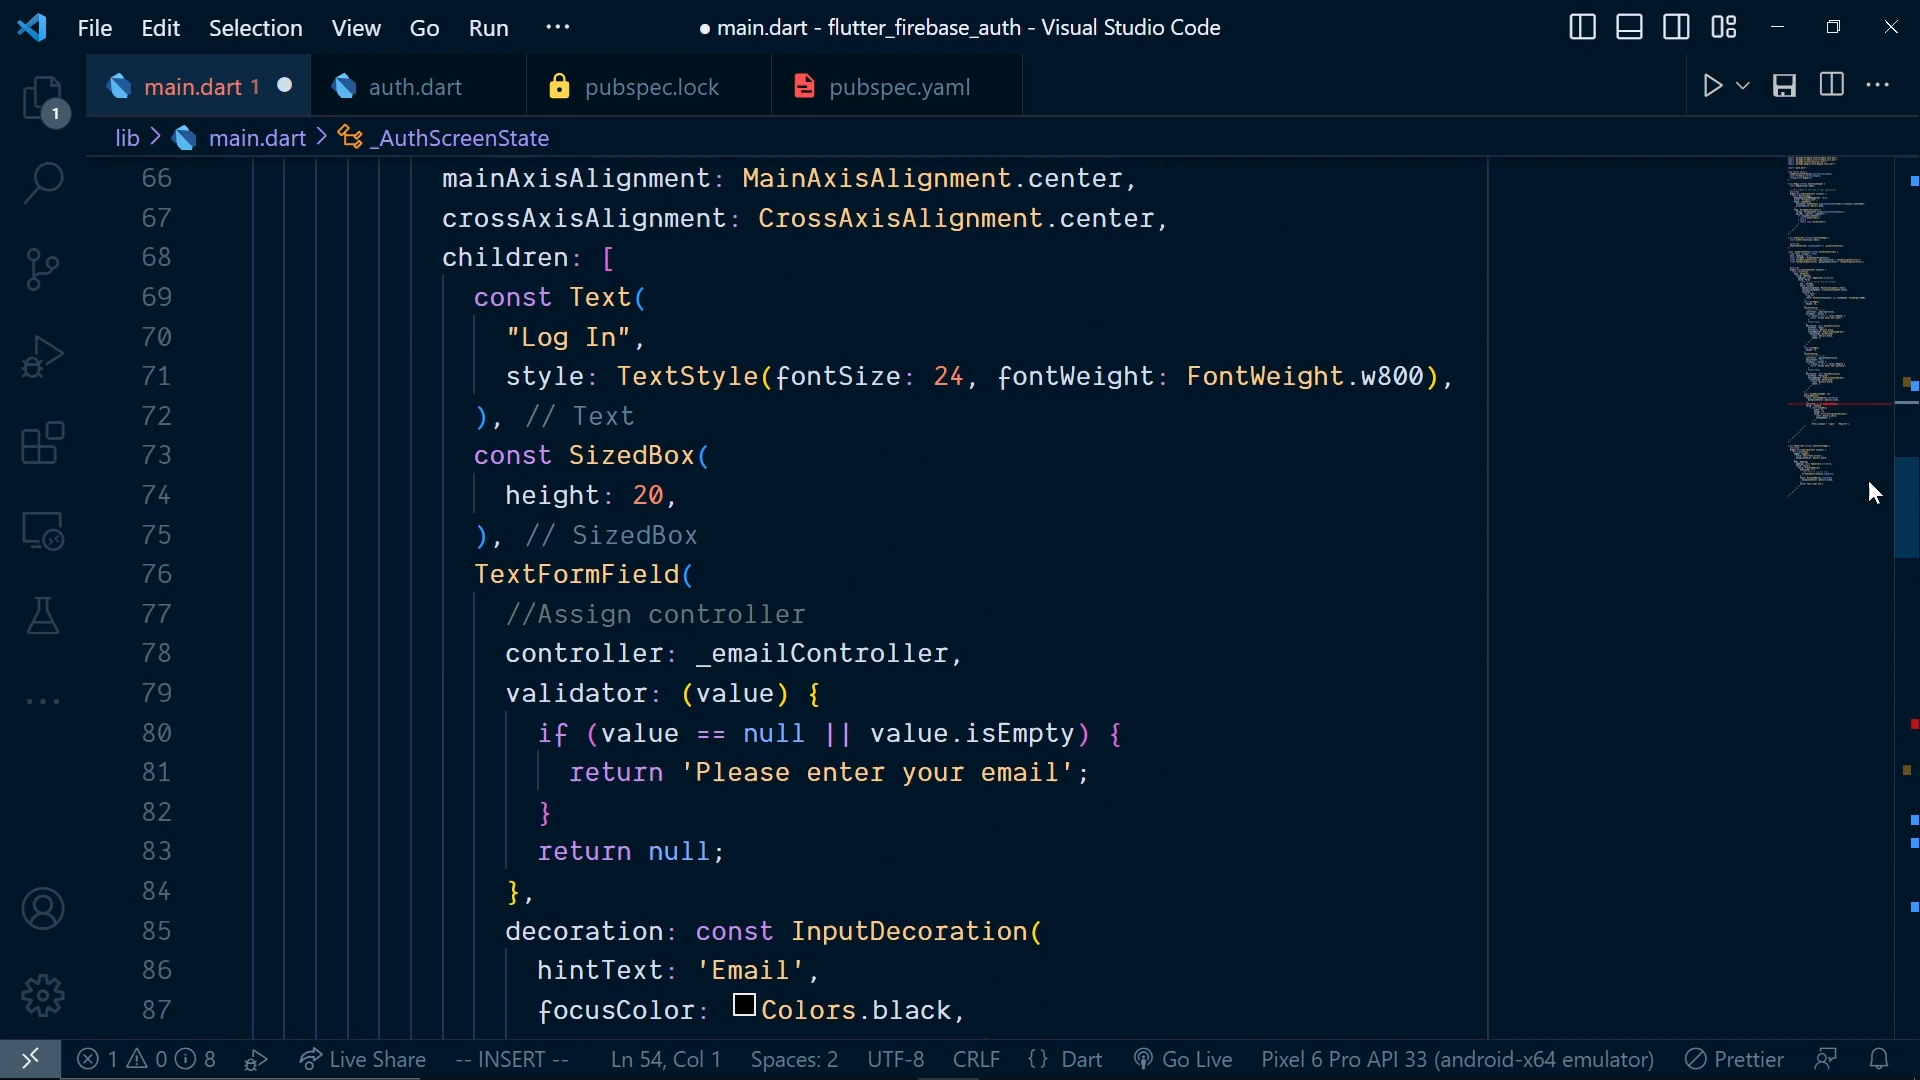 File Edit Selection View Go Run ··· ● main.dart - flutter_firebase_auth - Visual Studio Code
main.dart 1 ● auth.dart pubspec.lock pubspec.yaml
1
lib > main.dart > _AuthScreenState
66 mainAxisAlignment: MainAxisAlignment.center,
67 crossAxisAlignment: CrossAxisAlignment.center,
68 children: [
69 const Text(
70 "Log In",
71 style: TextStyle(fontSize: 24, fontWeight: FontWeight.w800),
72 ), // Text
73 const SizedBox(
74 height: 20,
75 ), // SizedBox
76 TextFormField(
77 //Assign controller
78 controller: _emailController,
79 validator: (value) {
80 if (value == null || value.isEmpty) {
81 return 'Please enter your email';
82 }
83 return null;
84 },
85 decoration: const InputDecoration(
86 hintText: 'Email',
87 focusColor: Colors.black,
1 0 8 Live Share -- INSERT -- Ln 54, Col 1 Spaces: 2 UTF-8 CRLF {} Dart Go Live Pixel 6 Pro API 33 (android-x64 emulator) Prettier